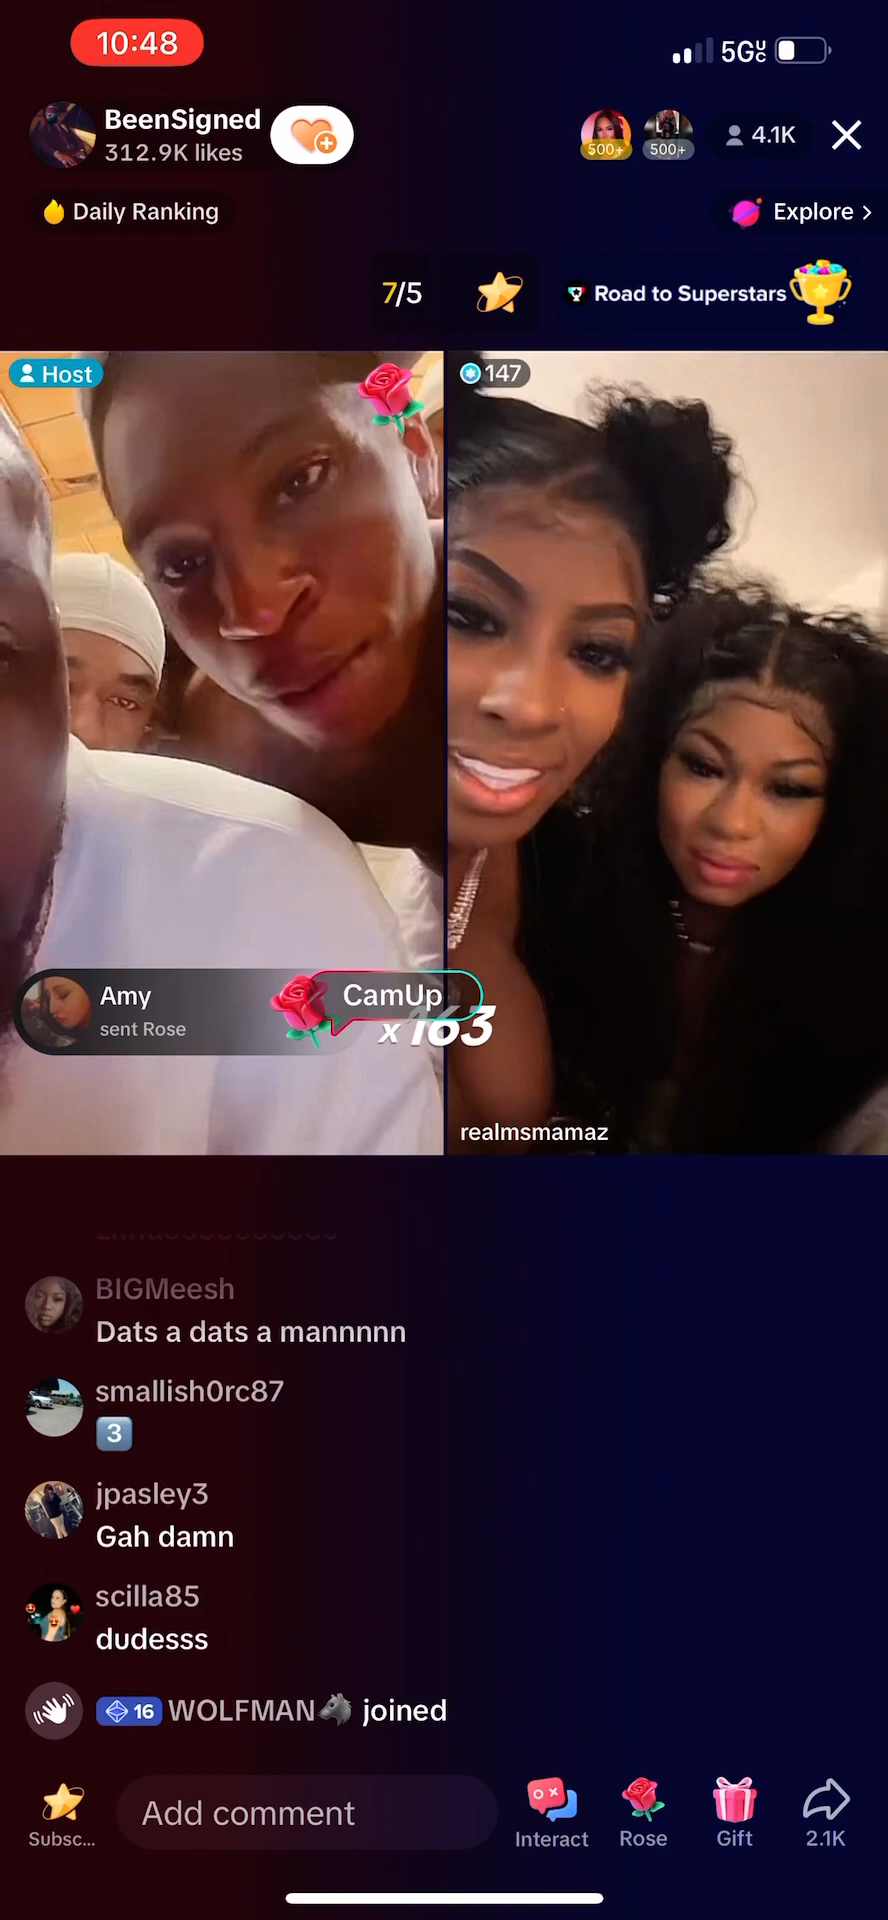 10:48
5G UC
BeenSigned
312.9K likes
500+
500+
4.1K
Daily Ranking
Explore >
7/5
Road to Superstars
Host
147
Amy
sent Rose
CamUp
x163
realmsmamaz
BIGMeesh
Dats a dats a mannnnn
smallish0rc87
3
jpasley3
Gah damn
scilla85
dudesss
16 WOLFMAN🐺 joined
Add comment
Subsc...
Interact
Rose
Gift
2.1K